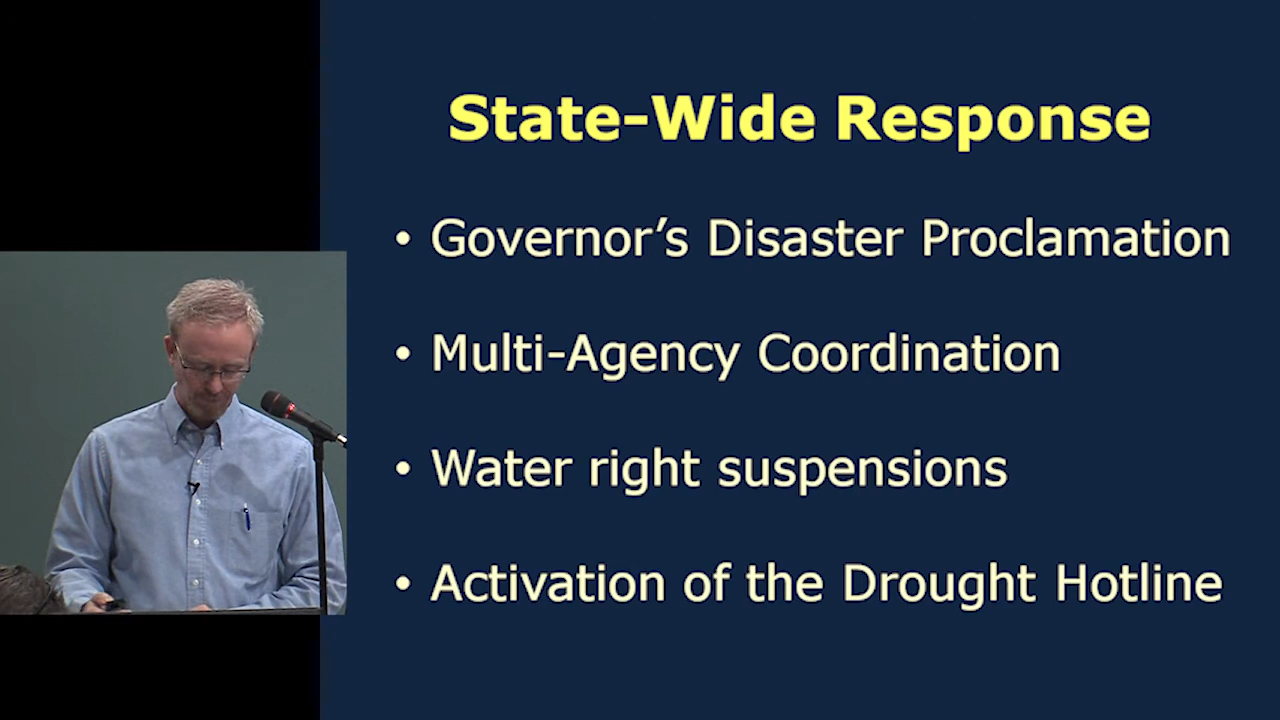 State-Wide Response
• Governor’s Disaster Proclamation
• Multi-Agency Coordination
• Water right suspensions
• Activation of the Drought Hotline